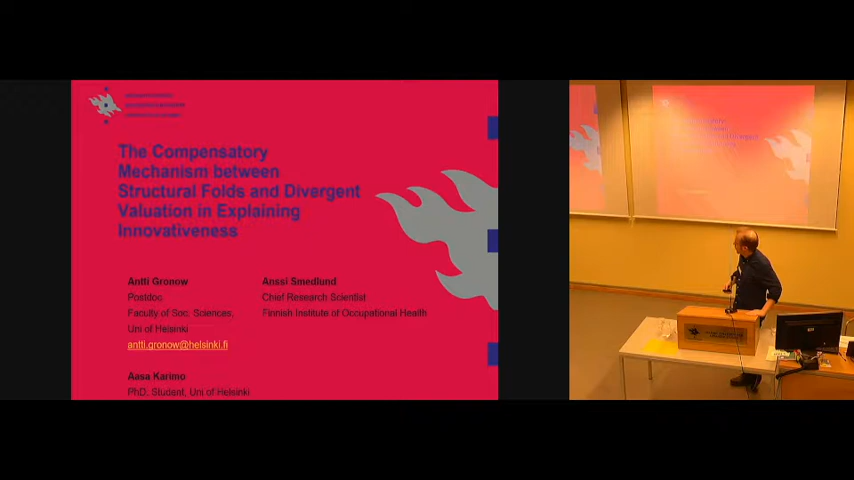 The Compensatory
Mechanism between
Structural Folds and Divergent
Valuation in Explaining
Innovativeness
Antti Gronow
Postdoc.
Faculty of Soc. Sciences,
Uni of Helsinki
antti.gronow@helsinki.fi
Anssi Smedlund
Chief Research Scientist
Finnish Institute of Occupational Health
Aasa Karimo
PhD. Student, Uni of Helsinki